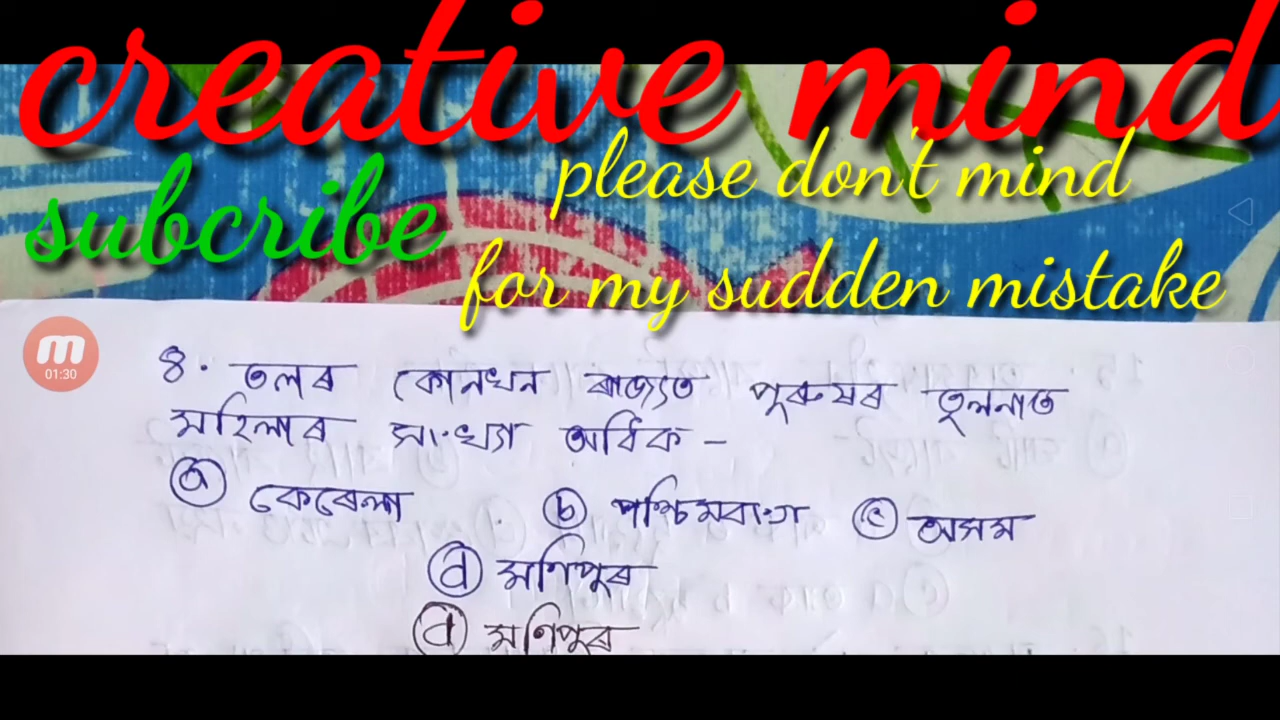 creative mind
subcribe
please don't mind
for my sudden mistake
01:30
8. তলৰ কোনখন ৰাজ্যত পুৰুষৰ তুলনাত
মহিলাৰ সংখ্যা অধিক –
ⓐ কেৰেলা ⓑ পশ্চিমবংগ ⓒ অসম
ⓓ মণিপুৰ
ⓓ মণিপুৰ